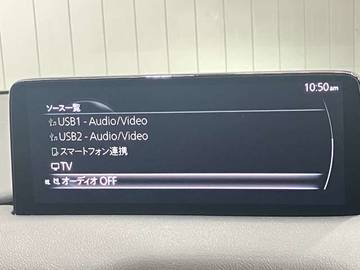 10:50am
ソース一覧
USB1 - Audio/Video
USB2 - Audio/Video
スマートフォン連携
TV
オーディオ OFF